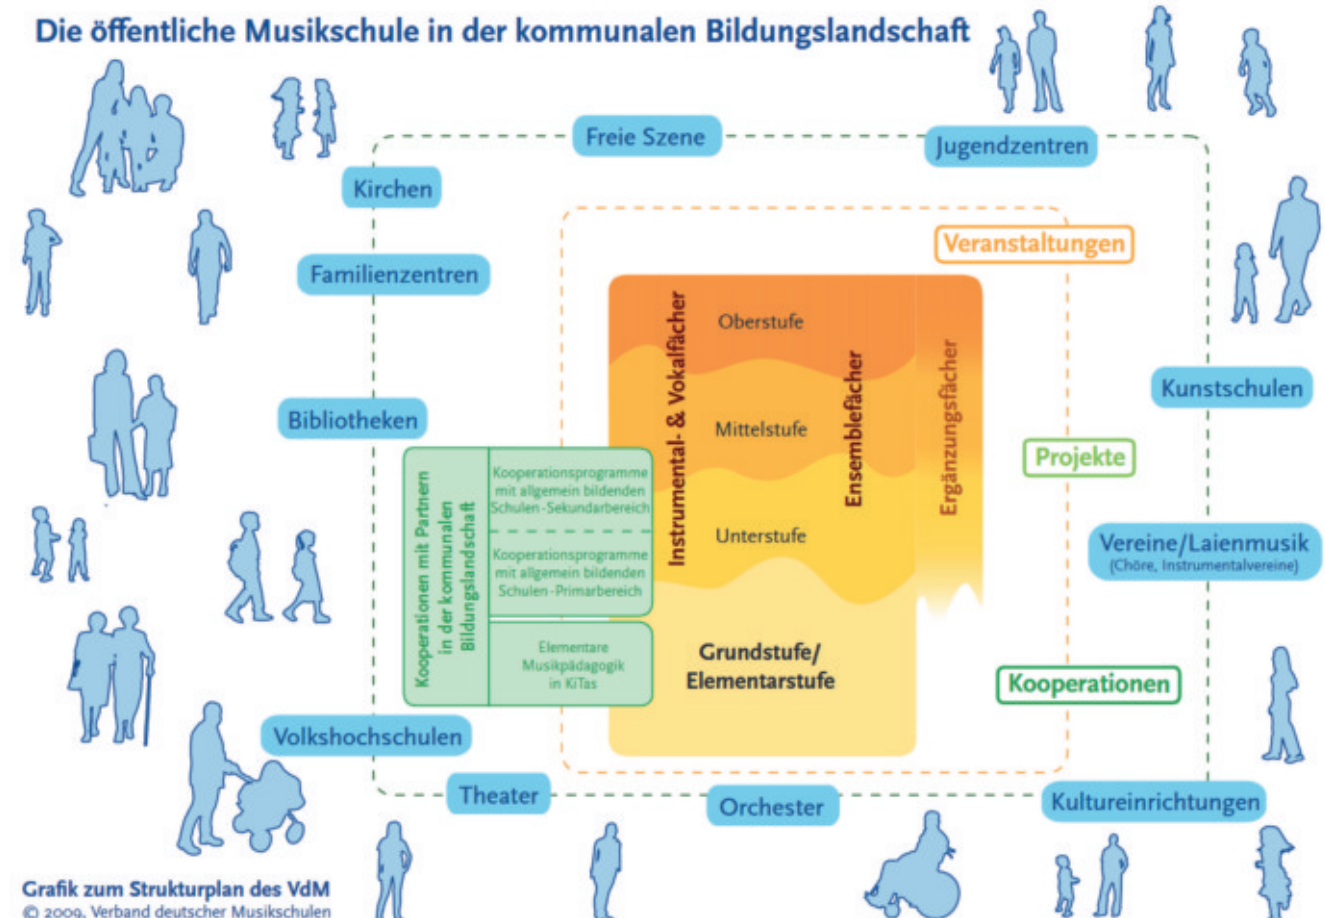 Die öffentliche Musikschule in der kommunalen Bildungslandschaft
Freie Szene
Jugendzentren
Kirchen
Familienzentren
Bibliotheken
Veranstaltungen
Instrumental- & Vokalfächer
Oberstufe
Mittelstufe
Unterstufe
Ensemblefächer
Ergänzungsfächer
Grundstufe/
Elementarstufe
Kunstschulen
Projekte
Vereine/Laienmusik
(Chöre, Instrumentalvereine)
Kooperationen
Kooperationen mit Partnern
in der kommunalen
Bildungslandschaft
Kooperationsprogramme
mit allgemein bildenden
Schulen-Sekundarbereich
Kooperationsprogramme
mit allgemein bildenden
Schulen-Primarbereich
Elementare
Musikpädagogik
in KiTas
Volkshochschulen
Theater
Orchester
Kultureinrichtungen
Grafik zum Strukturplan des VdM
© 2009, Verband deutscher Musikschulen